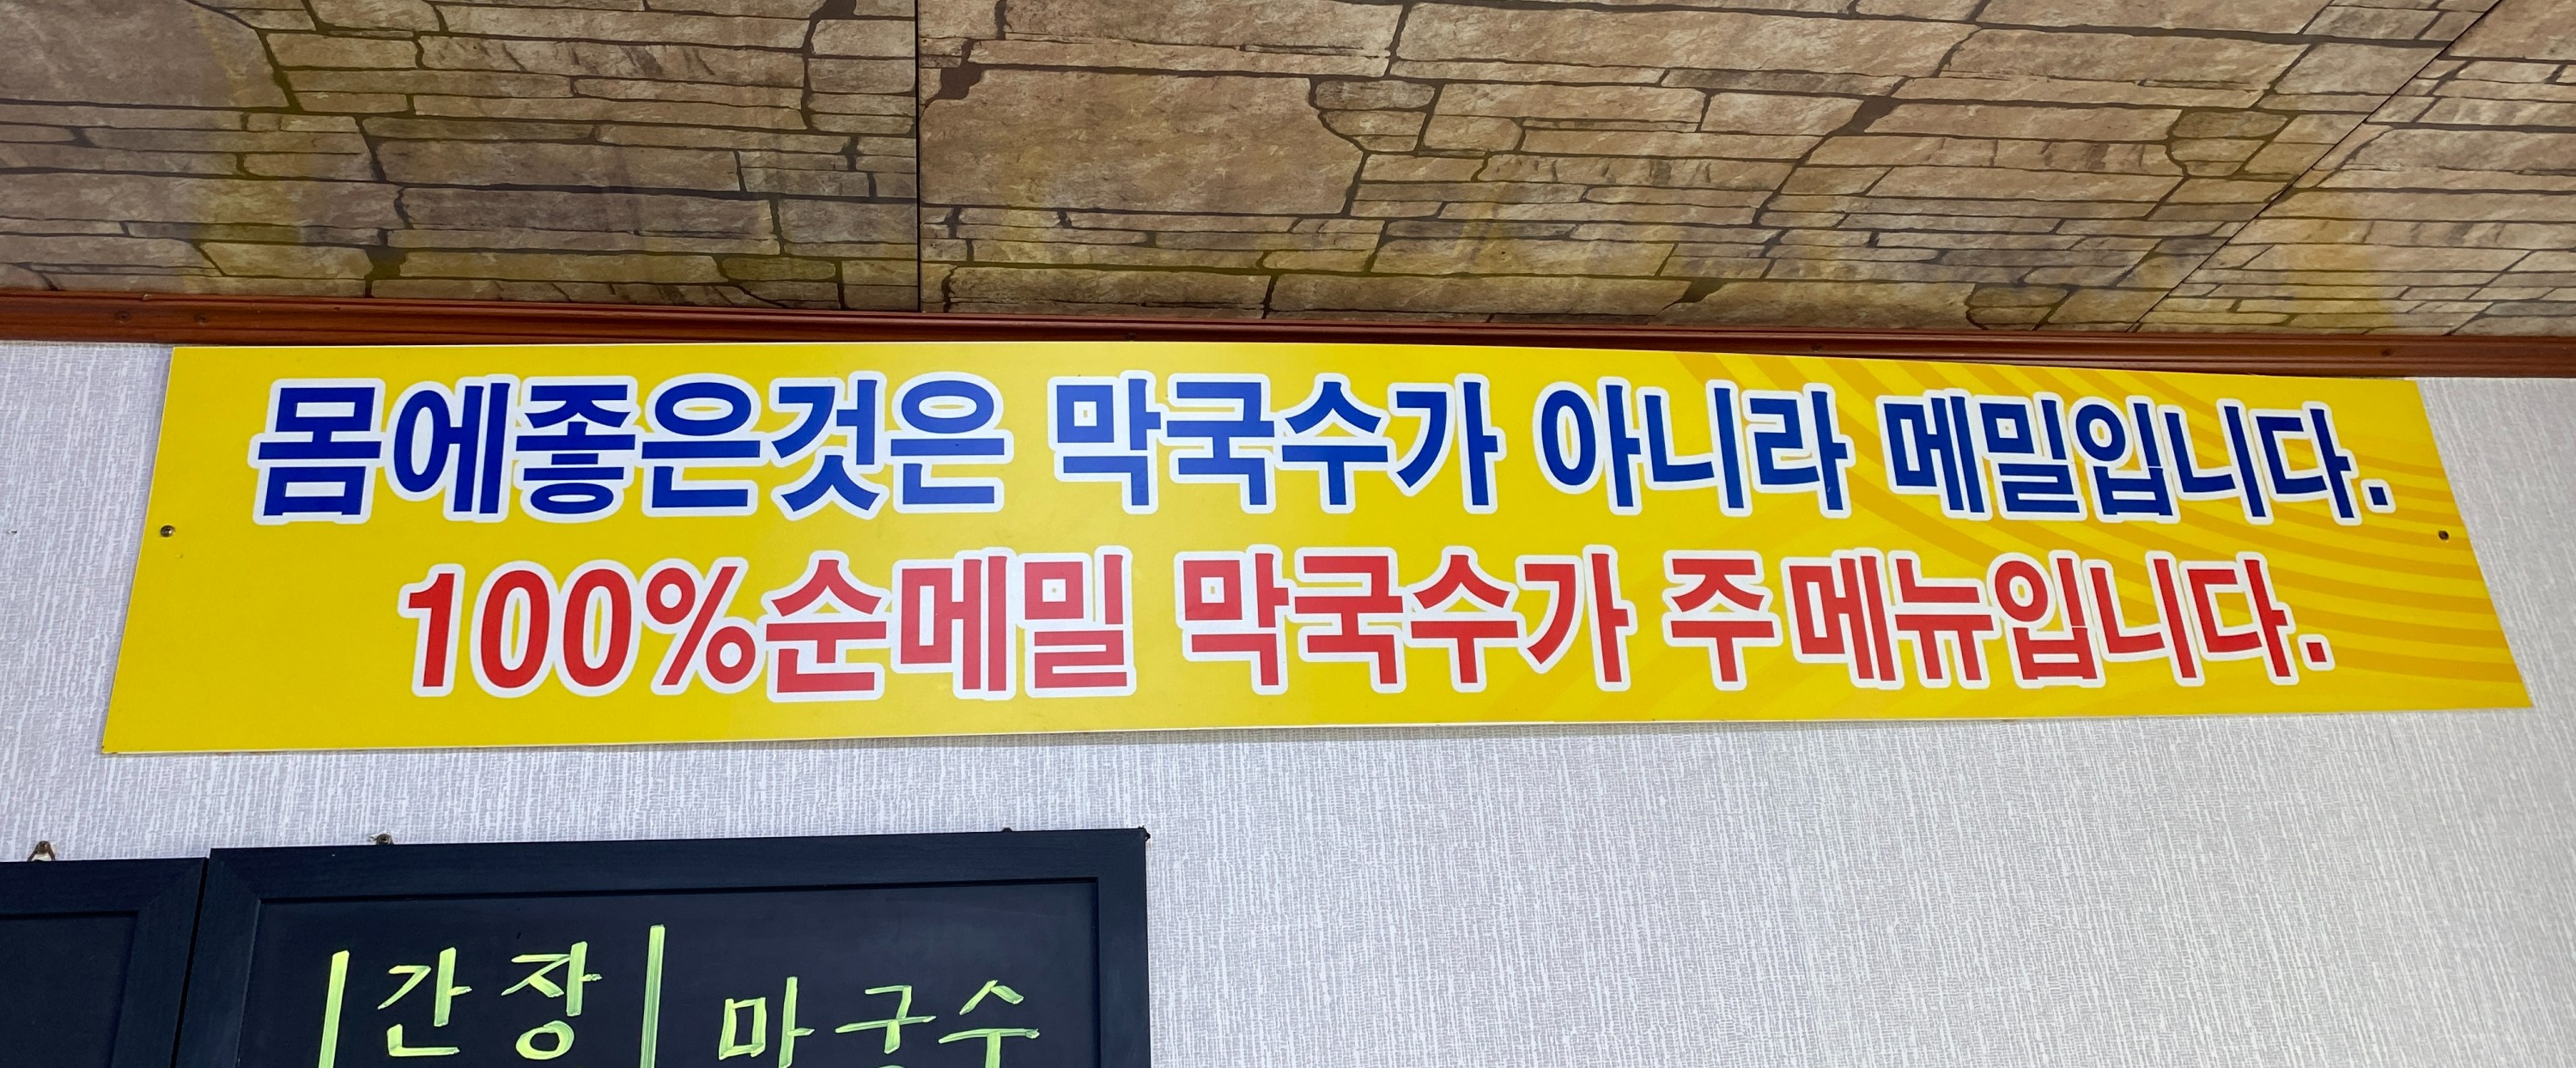 몸에좋은것은 막국수가 아니라 메밀입니다.
100%순메밀 막국수가 주메뉴입니다.
간장